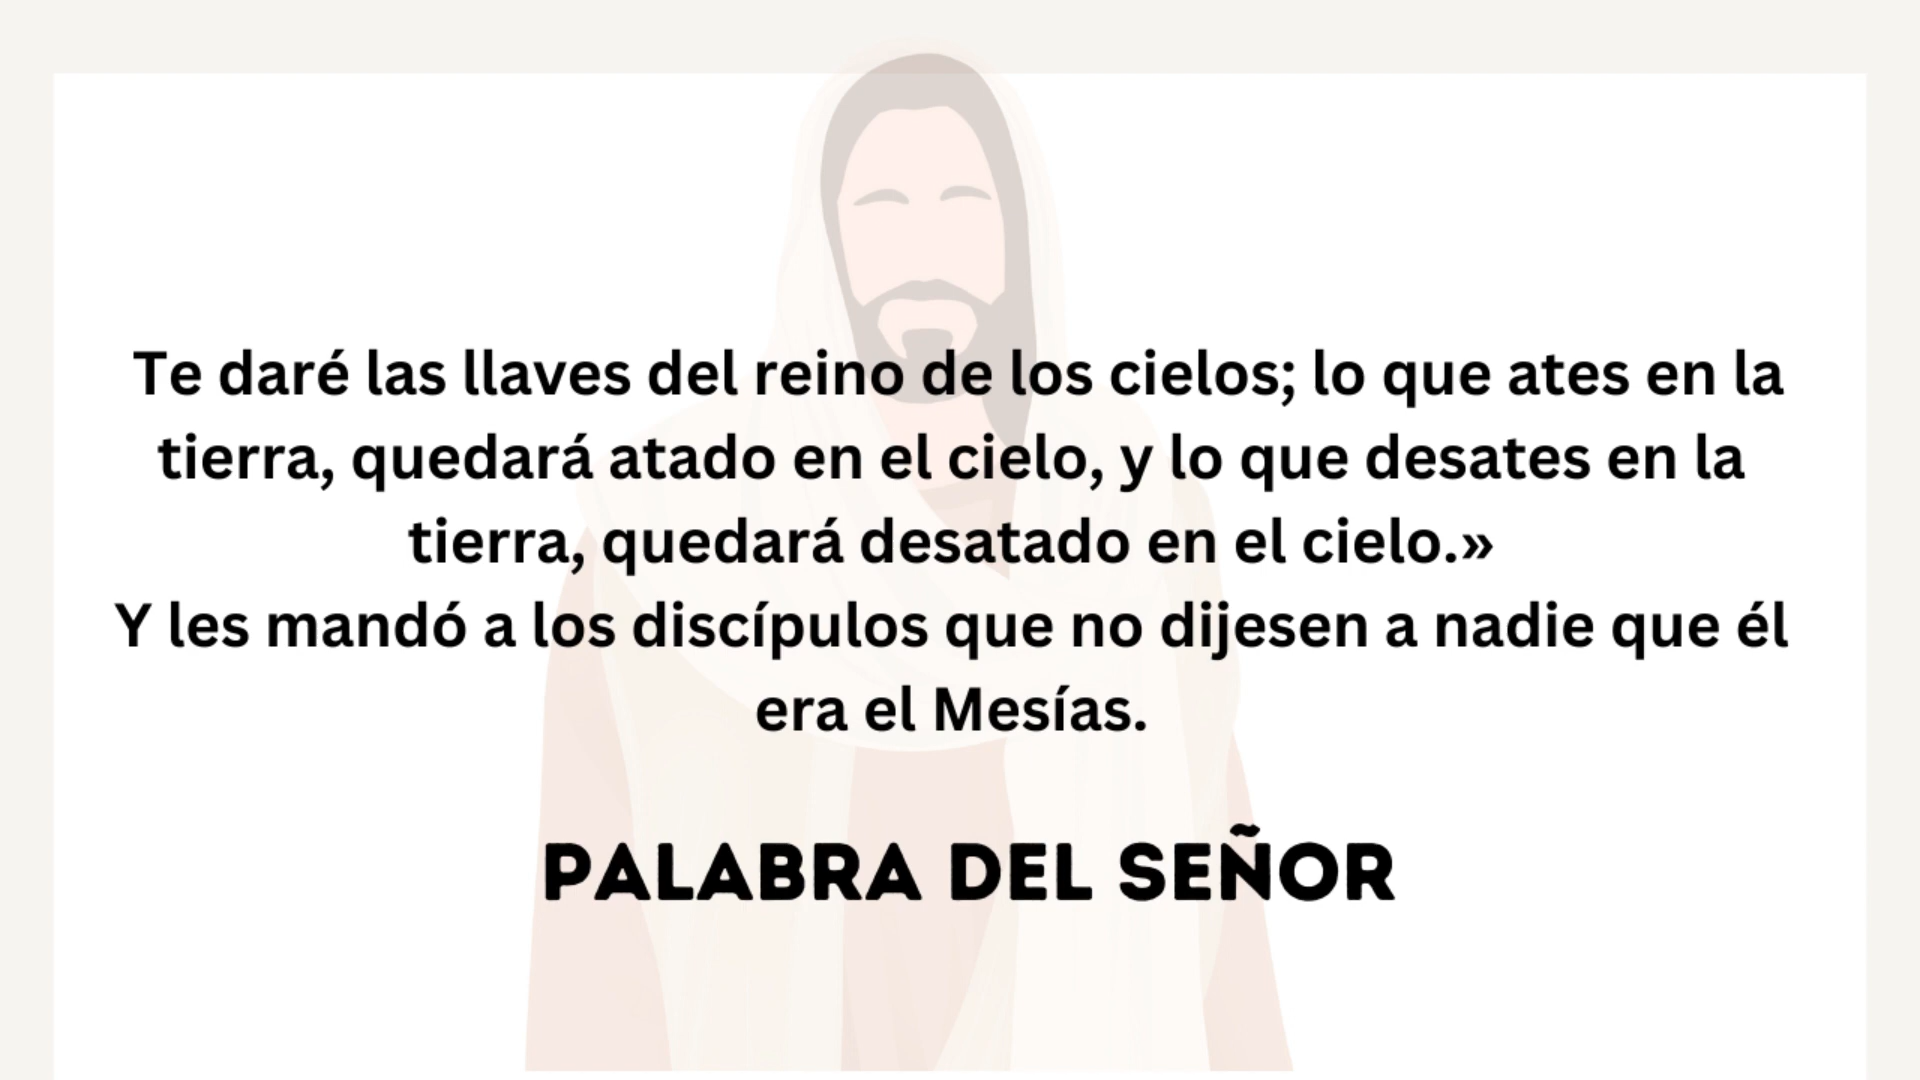 Te daré las llaves del reino de los cielos; lo que ates en la
tierra, quedará atado en el cielo, y lo que desates en la
tierra, quedará desatado en el cielo.»
Y les mandó a los discípulos que no dijesen a nadie que él
era el Mesías.
PALABRA DEL SEÑOR